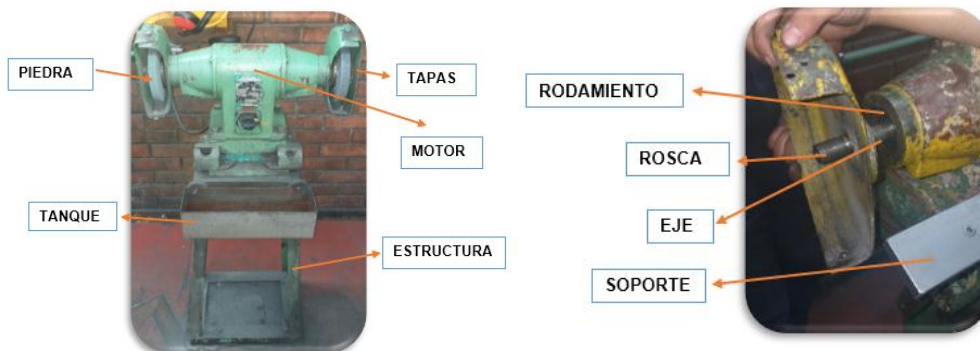 PIEDRA
TAPAS
MOTOR
TANQUE
ESTRUCTURA
RODAMIENTO
ROSCA
EJE
SOPORTE